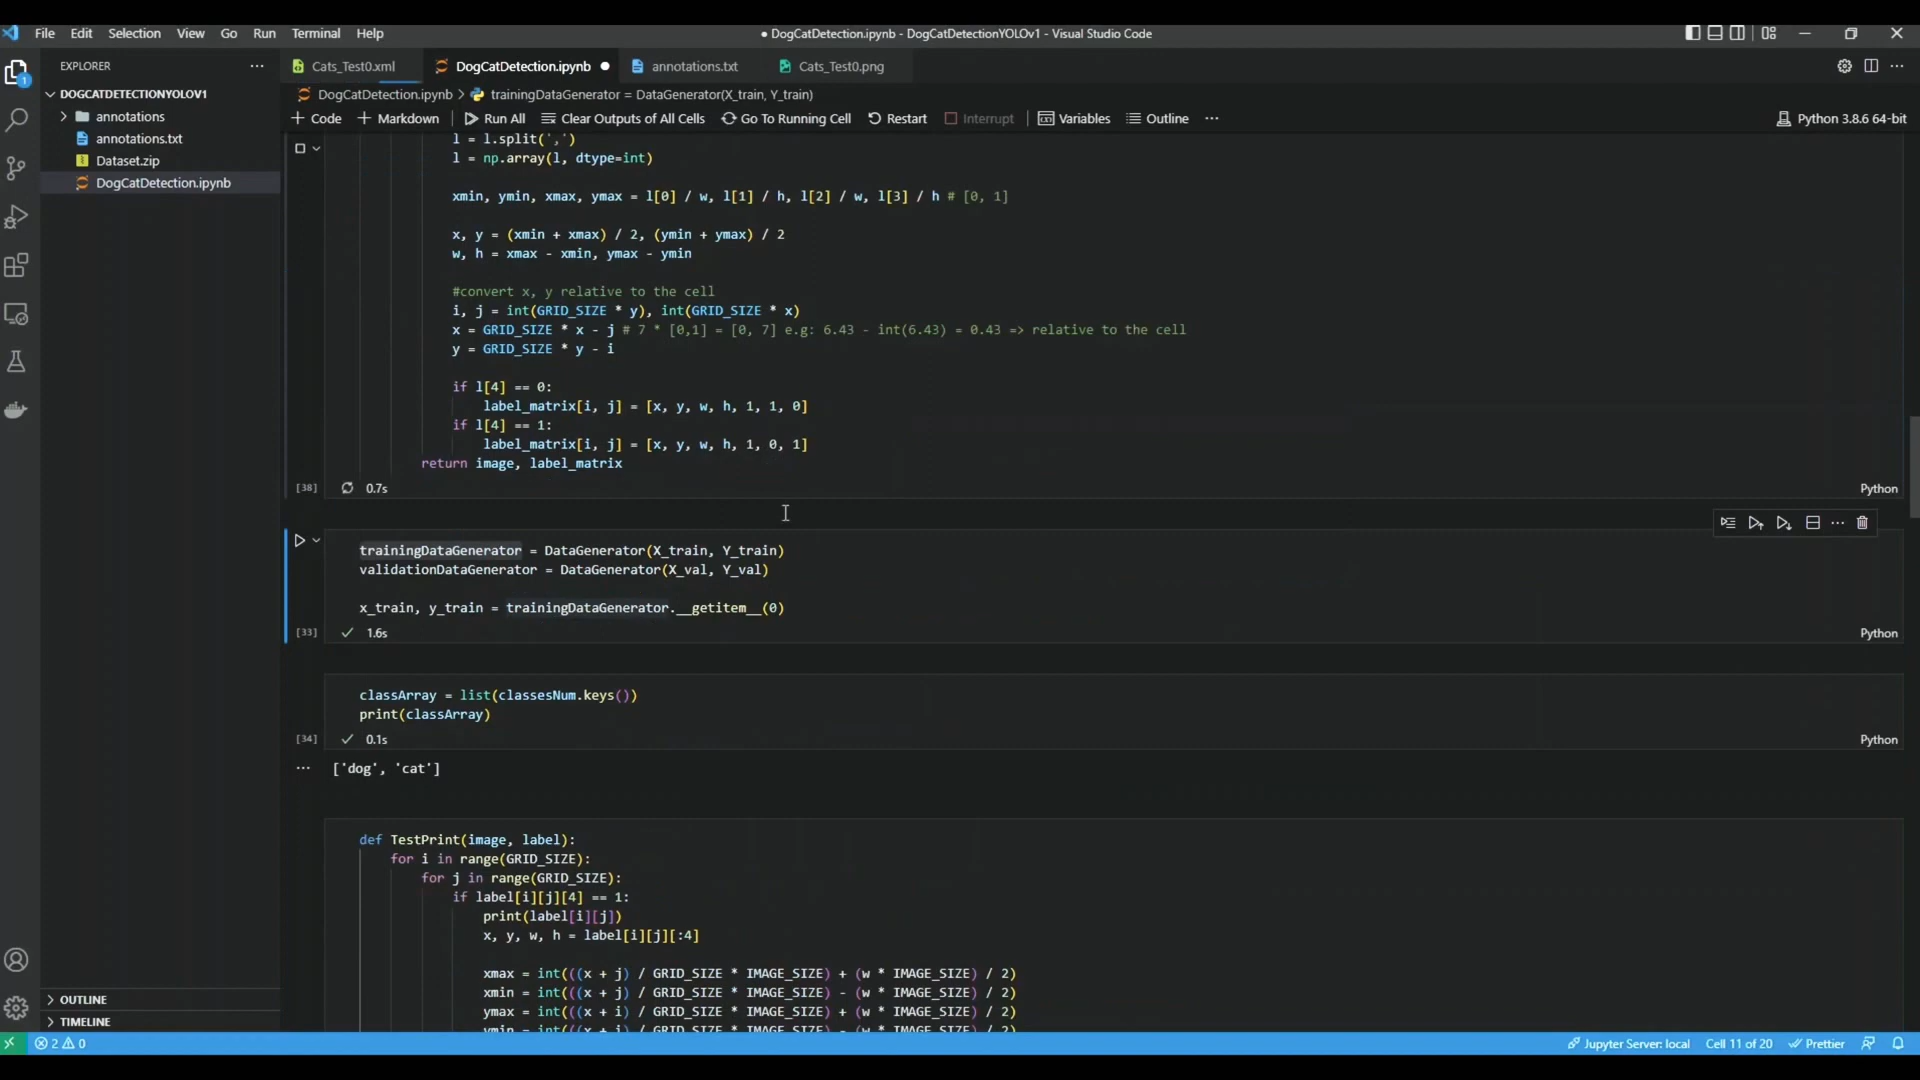 File Edit Selection View Go Run Terminal Help
● DogCatDetection.ipynb - DogCatDetectionYOLOv1 - Visual Studio Code
EXPLORER
Cats_Test0.xml
DogCatDetection.ipynb
annotations.txt
Cats_Test0.png
DOGCATDETECTIONYOLOV1
annotations
annotations.txt
Dataset.zip
DogCatDetection.ipynb
DogCatDetection.ipynb > trainingDataGenerator = DataGenerator(X_train, Y_train)
+ Code + Markdown Run All Clear Outputs of All Cells Go To Running Cell Restart Interrupt Variables Outline ... Python 3.8.6 64-bit
l = l.split(',')
l = np.array(l, dtype=int)
xmin, ymin, xmax, ymax = l[0] / w, l[1] / h, l[2] / w, l[3] / h # [0, 1]
x, y = (xmin + xmax) / 2, (ymin + ymax) / 2
w, h = xmax - xmin, ymax - ymin
#convert x, y relative to the cell
i, j = int(GRID_SIZE * y), int(GRID_SIZE * x)
x = GRID_SIZE * x - j # 7 * [0,1] = [0, 7] e.g: 6.43 - int(6.43) = 0.43 => relative to the cell
y = GRID_SIZE * y - i
if l[4] == 0:
label_matrix[i, j] = [x, y, w, h, 1, 1, 0]
if l[4] == 1:
label_matrix[i, j] = [x, y, w, h, 1, 0, 1]
return image, label_matrix
[38] 0.7s Python
trainingDataGenerator = DataGenerator(X_train, Y_train)
validationDataGenerator = DataGenerator(X_val, Y_val)
x_train, y_train = trainingDataGenerator.__getitem__(0)
[33] 1.6s Python
classArray = list(classesNum.keys())
print(classArray)
[34] 0.1s Python
... ['dog', 'cat']
def TestPrint(image, label):
for i in range(GRID_SIZE):
for j in range(GRID_SIZE):
if label[i][j][4] == 1:
print(label[i][j])
x, y, w, h = label[i][j][:4]
xmax = int(((x + j) / GRID_SIZE * IMAGE_SIZE) + (w * IMAGE_SIZE) / 2)
xmin = int(((x + j) / GRID_SIZE * IMAGE_SIZE) - (w * IMAGE_SIZE) / 2)
ymax = int(((x + i) / GRID_SIZE * IMAGE_SIZE) + (w * IMAGE_SIZE) / 2)
ymin = int(((x + i) / GRID_SIZE * IMAGE_SIZE) - (w * IMAGE_SIZE) / 2)
OUTLINE
TIMELINE
1
2 0
Jupyter Server: local Cell 11 of 20 Prettier